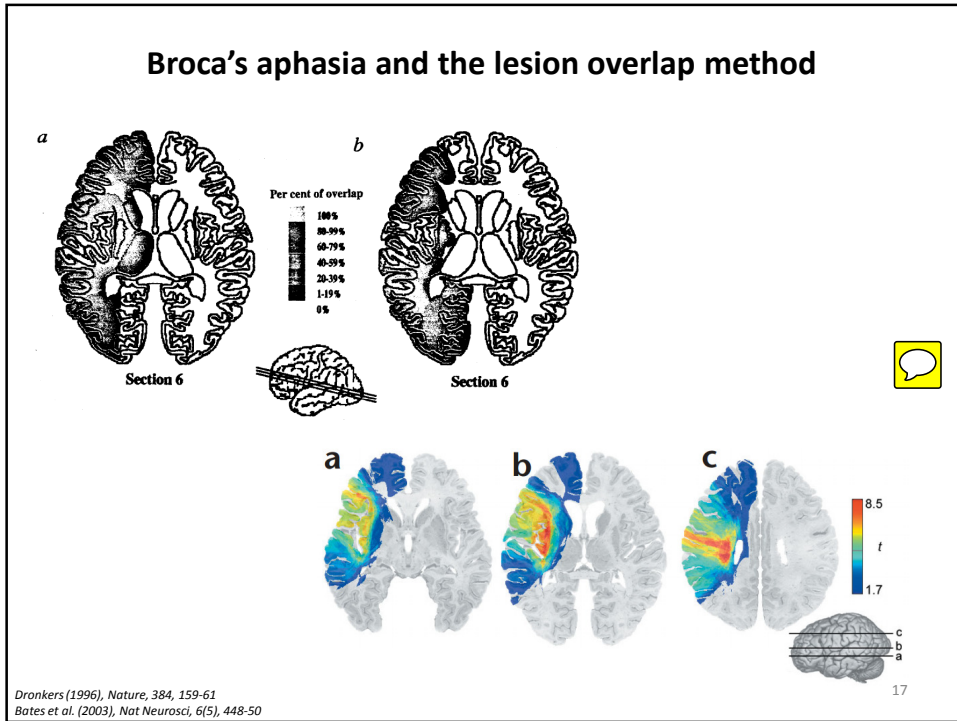 Broca's aphasia and the lesion overlap method
a
b
Per cent of overlap
100%
80-99%
60-79%
40-59%
20-39%
1-19%
0%
Section 6
Section 6
a
b
c
8.5
t
1.7
c
b
a
Dronkers (1996), Nature, 384, 159-61
Bates et al. (2003), Nat Neurosci, 6(5), 448-50
17